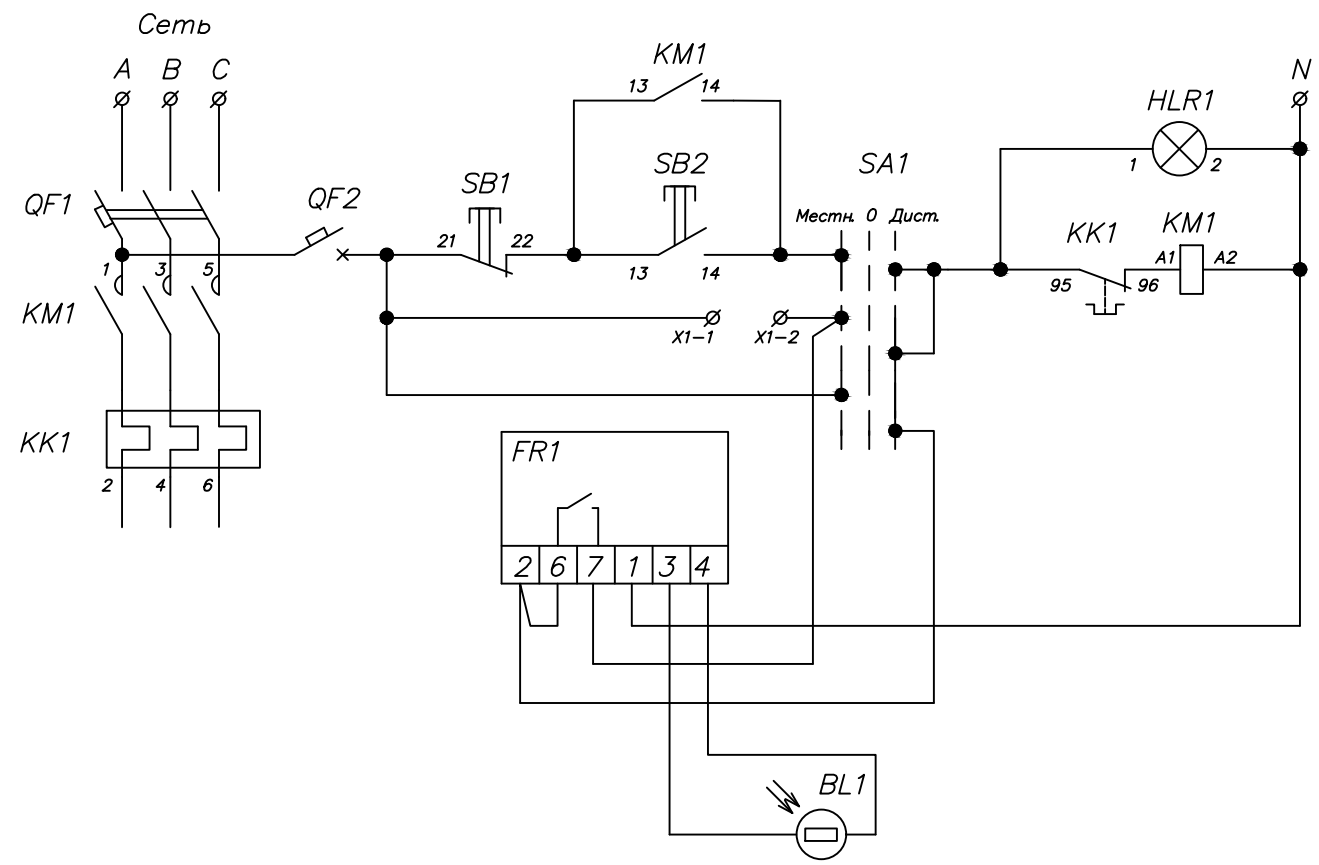 Сеть
A B C
KM1
13 14
N
HLR1
1 2
QF1
QF2
SB1
SB2
SA1
Местн. 0 Дист.
21 22
13 14
KK1
KM1
95 96
A1 A2
1 3 5
KM1
X1-1
X1-2
KK1
2 4 6
FR1
2 6 7 1 3 4
BL1